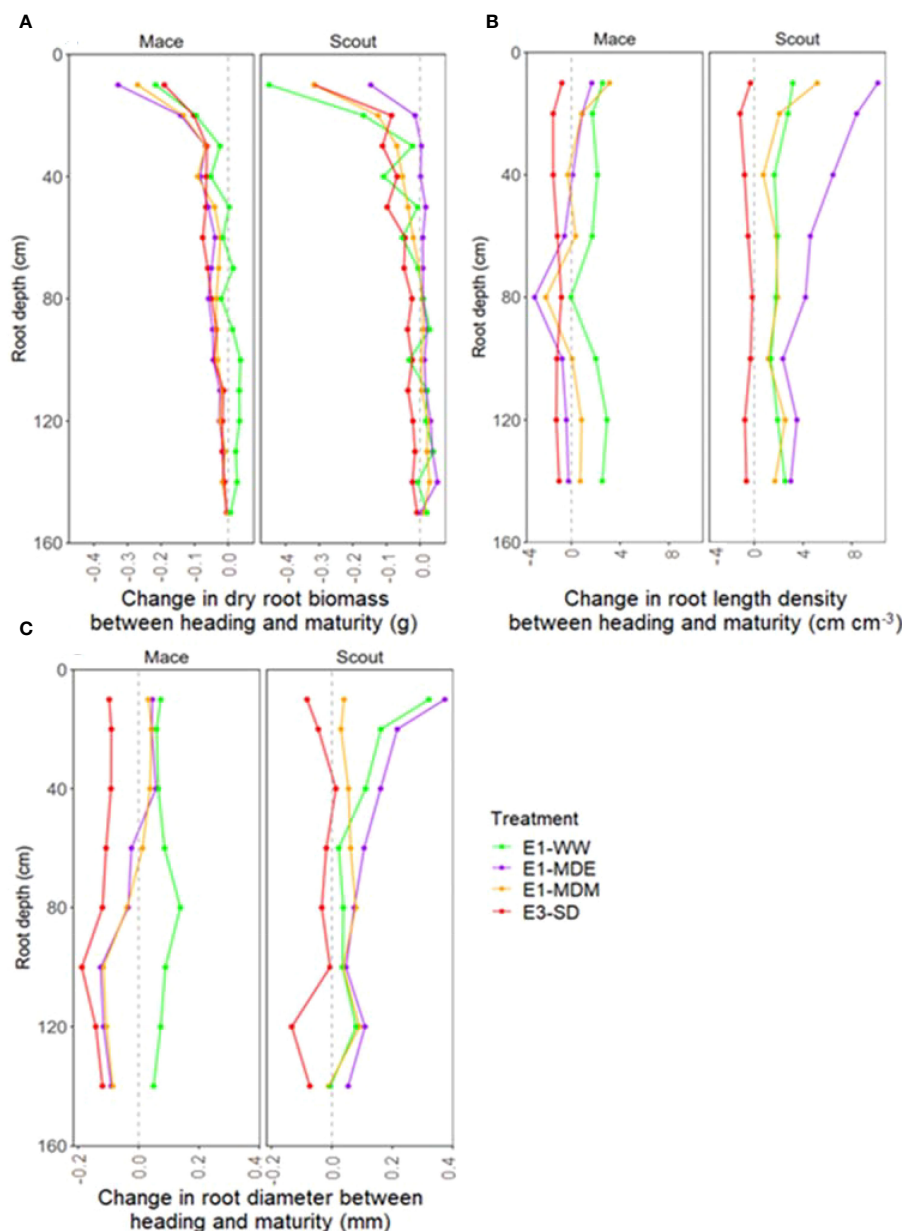 A
Mace
Scout
0
40
80
120
160
Root depth (cm)
-0.4
-0.3
-0.2
-0.1
0.0
-0.4
-0.3
-0.2
-0.1
0.0
Change in dry root biomass
between heading and maturity (g)
B
Mace
Scout
0
40
80
120
160
Root depth (cm)
-4
0
4
8
-4
0
4
8
Change in root length density
between heading and maturity (cm cm⁻³)
C
Mace
Scout
0
40
80
120
160
Root depth (cm)
-0.2
0.0
0.2
0.4
-0.2
0.0
0.2
0.4
Change in root diameter between
heading and maturity (mm)
Treatment
E1-WW
E1-MDE
E1-MDM
E3-SD